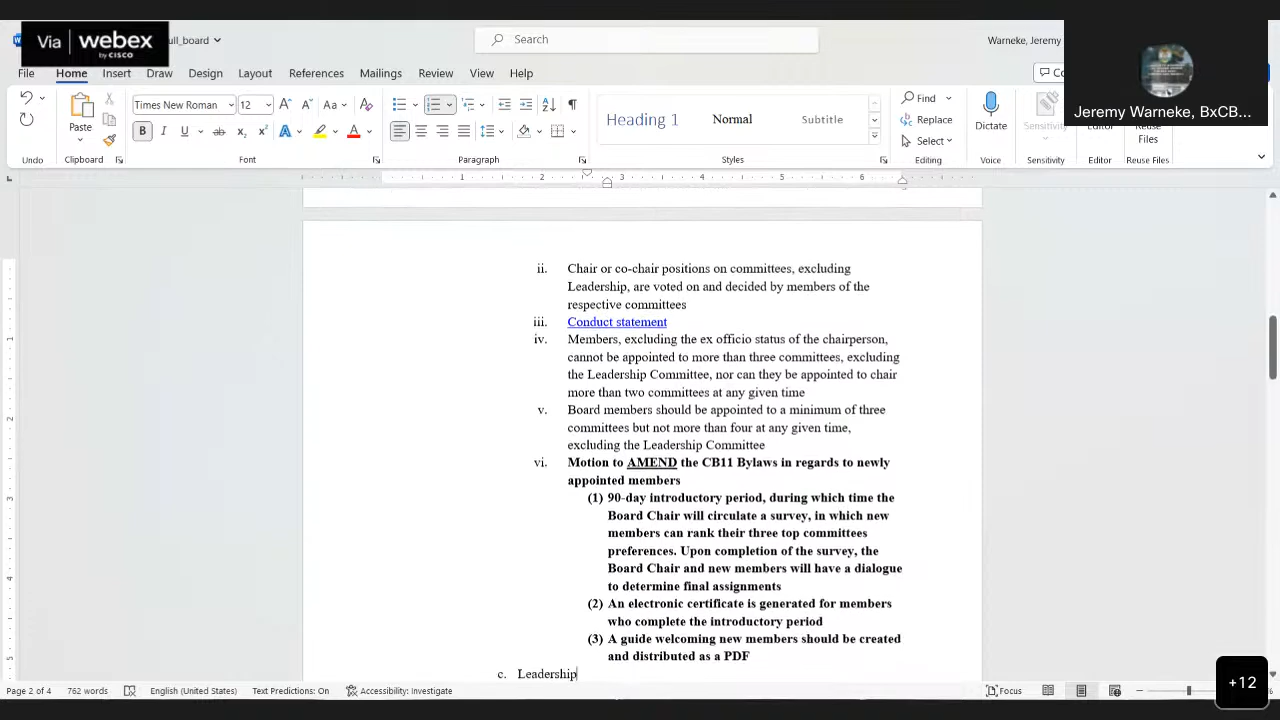 Via webex
by CISCO
ull_board
Search
Warneke, Jeremy
File Home Insert Draw Design Layout References Mailings Review View Help
Jeremy Warneke, BxCB...
Times New Roman 12
Paste
Heading 1 Normal Subtitle
Find
Replace
Select
Dictate
Sensitivity
Editor
Reuse
Files
Undo Clipboard Font Paragraph Styles Editing Voice Sensitivity Editor Reuse Files
ii. Chair or co-chair positions on committees, excluding
Leadership, are voted on and decided by members of the
respective committees
iii. Conduct statement
iv. Members, excluding the ex officio status of the chairperson,
cannot be appointed to more than three committees, excluding
the Leadership Committee, nor can they be appointed to chair
more than two committees at any given time
v. Board members should be appointed to a minimum of three
committees but not more than four at any given time,
excluding the Leadership Committee
vi. Motion to AMEND the CB11 Bylaws in regards to newly
appointed members
(1) 90-day introductory period, during which time the
Board Chair will circulate a survey, in which new
members can rank their three top committees
preferences. Upon completion of the survey, the
Board Chair and new members will have a dialogue
to determine final assignments
(2) An electronic certificate is generated for members
who complete the introductory period
(3) A guide welcoming new members should be created
and distributed as a PDF
c. Leadership
Page 2 of 4 762 words English (United States) Text Predictions: On Accessibility: Investigate Focus
+12